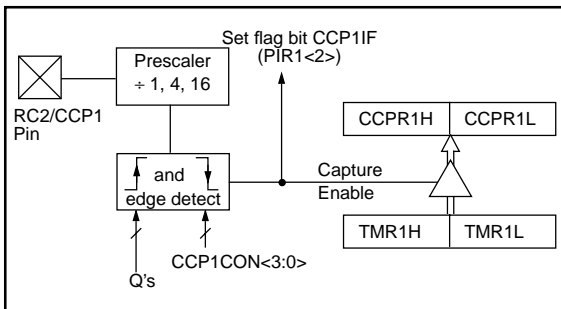 Set flag bit CCP1IF
(PIR1<2>)
Prescaler
÷ 1, 4, 16
RC2/CCP1
Pin
CCPR1H
CCPR1L
and
edge detect
Capture
Enable
TMR1H
TMR1L
CCP1CON<3:0>
Q's